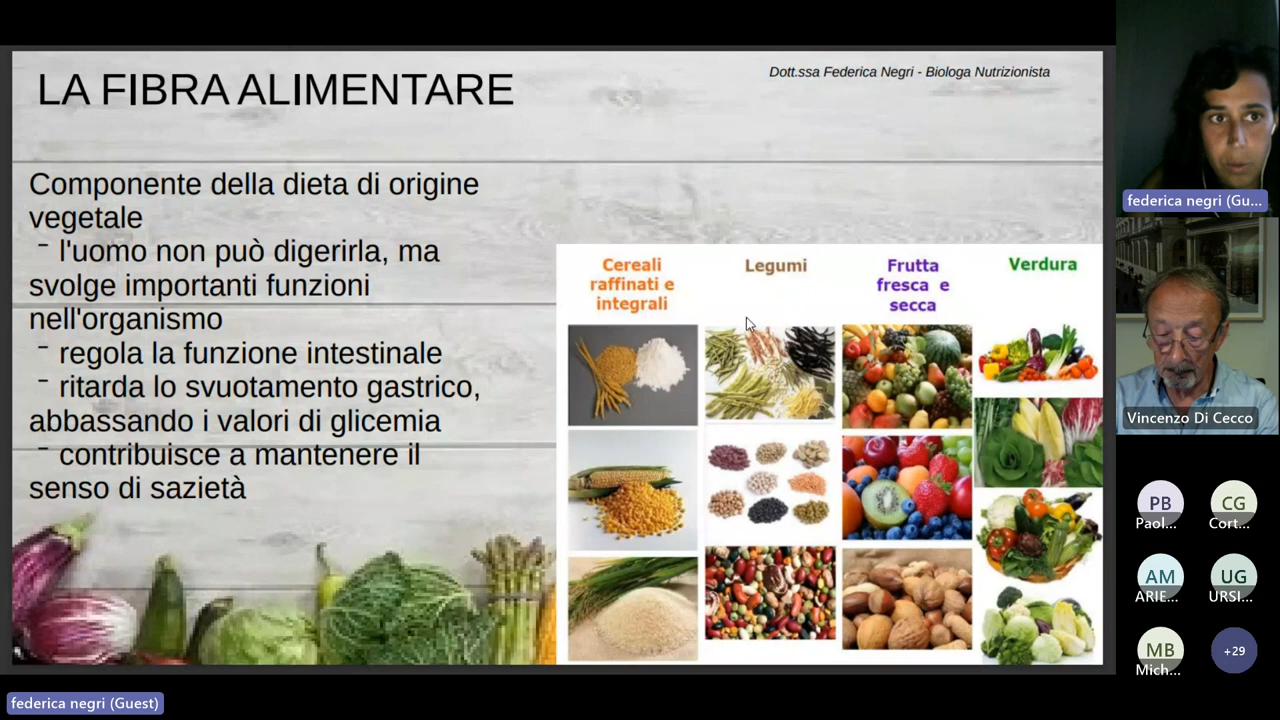 LA FIBRA ALIMENTARE
Dott.ssa Federica Negri - Biologa Nutrizionista
Componente della dieta di origine
vegetale
⁻ l'uomo non può digerirla, ma
svolge importanti funzioni
nell'organismo
⁻ regola la funzione intestinale
⁻ ritarda lo svuotamento gastrico,
abbassando i valori di glicemia
⁻ contribuisce a mantenere il
senso di sazietà
Cereali
raffinati e
integrali
Legumi
Frutta
fresca e
secca
Verdura
federica negri (Gu...
Vincenzo Di Cecco
PB
Paol...
CG
Cort...
AM
ARIE...
UG
URSI...
MB
Mich...
+29
federica negri (Guest)